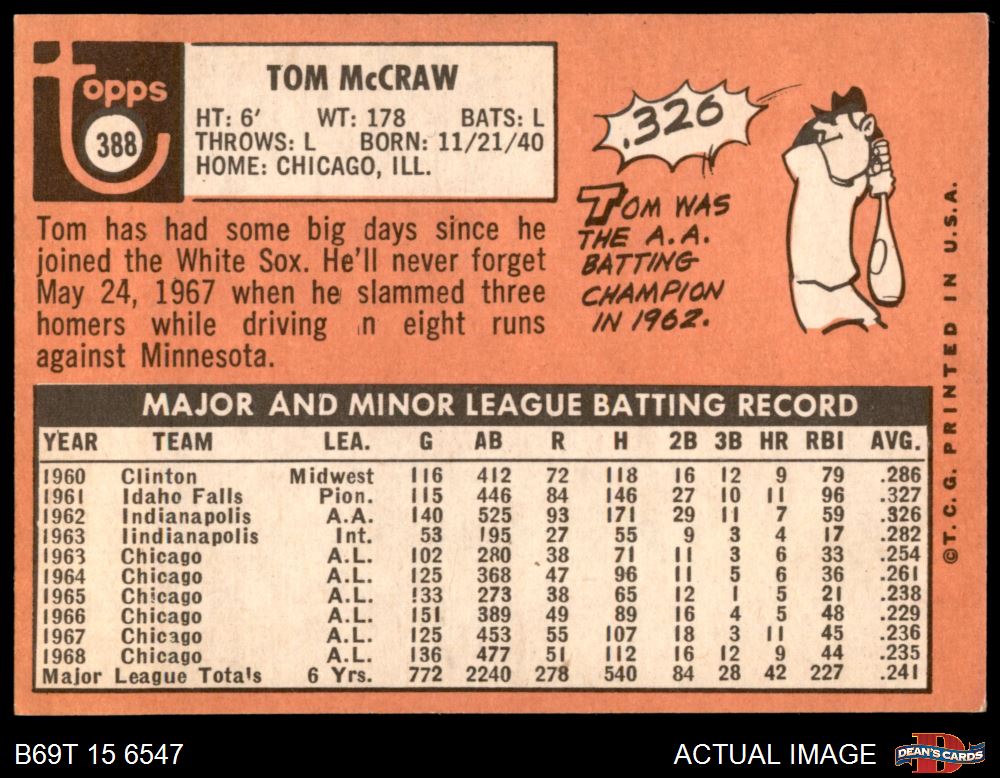 topps
388
TOM McCRAW
HT: 6′ WT: 178 BATS: L
THROWS: L BORN: 11/21/40
HOME: CHICAGO, ILL.
Tom has had some big days since he
joined the White Sox. He'll never forget
May 24, 1967 when he slammed three
homers while driving in eight runs
against Minnesota.
.326
TOM WAS
THE A.A.
BATTING
CHAMPION
IN 1962.
©T.C.G. PRINTED IN U.S.A.
MAJOR AND MINOR LEAGUE BATTING RECORD
YEAR TEAM LEA. G AB R H 2B 3B HR RBI AVG.
1960 Clinton Midwest 116 412 72 118 16 12 9 79 .286
1961 Idaho Falls Pion. 115 446 84 146 27 10 11 96 .327
1962 Indianapolis A.A. 140 525 93 171 29 11 7 59 .326
1963 Iindianapolis Int. 53 195 27 55 9 3 4 17 .282
1963 Chicago A.L. 102 280 38 71 11 3 6 33 .254
1964 Chicago A.L. 125 368 47 96 11 5 6 36 .261
1965 Chicago A.L. 133 273 38 65 12 1 5 21 .238
1966 Chicago A.L. 151 389 49 89 16 4 5 48 .229
1967 Chicago A.L. 125 453 55 107 18 3 11 45 .236
1968 Chicago A.L. 136 477 51 112 16 12 9 44 .235
Major League Totals 6 Yrs. 772 2240 278 540 84 28 42 227 .241
B69T 15 6547
ACTUAL IMAGE
DEAN'S CARDS